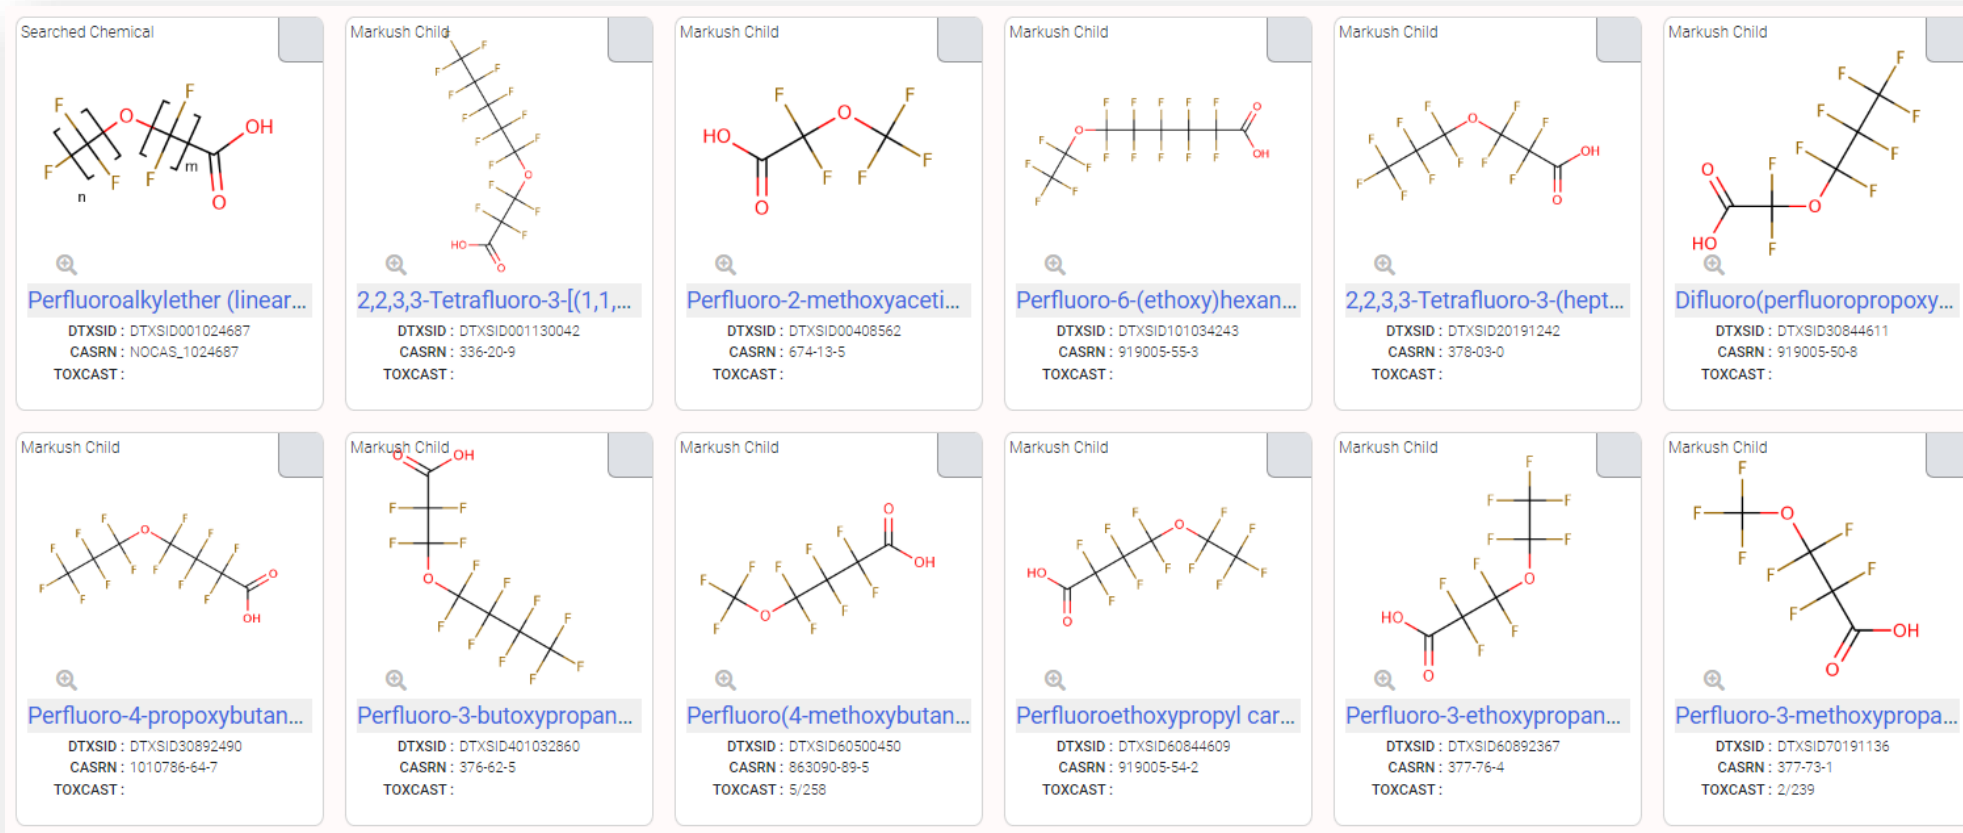 Searched Chemical
Perfluoroalkylether (linear...
DTXSID : DTXSID001024687
CASRN : NOCAS_1024687
TOXCAST :
Markush Child
2,2,3,3-Tetrafluoro-3-[(1,1,...
DTXSID : DTXSID001130042
CASRN : 336-20-9
TOXCAST :
Markush Child
Perfluoro-2-methoxyaceti...
DTXSID : DTXSID00408562
CASRN : 674-13-5
TOXCAST :
Markush Child
Perfluoro-6-(ethoxy)hexan...
DTXSID : DTXSID101034243
CASRN : 919005-55-3
TOXCAST :
Markush Child
2,2,3,3-Tetrafluoro-3-(hept...
DTXSID : DTXSID20191242
CASRN : 378-03-0
TOXCAST :
Markush Child
Difluoro(perfluoropropoxy...
DTXSID : DTXSID30844611
CASRN : 919005-50-8
TOXCAST :
Markush Child
Perfluoro-4-propoxybutan...
DTXSID : DTXSID30892490
CASRN : 1010786-64-7
TOXCAST :
Markush Child
Perfluoro-3-butoxypropan...
DTXSID : DTXSID401032860
CASRN : 376-62-5
TOXCAST :
Markush Child
Perfluoro(4-methoxybutan...
DTXSID : DTXSID60500450
CASRN : 863090-89-5
TOXCAST : 5/258
Markush Child
Perfluoroethoxypropyl car...
DTXSID : DTXSID60844609
CASRN : 919005-54-2
TOXCAST :
Markush Child
Perfluoro-3-ethoxypropan...
DTXSID : DTXSID60892367
CASRN : 377-76-4
TOXCAST :
Markush Child
Perfluoro-3-methoxypropa...
DTXSID : DTXSID70191136
CASRN : 377-73-1
TOXCAST : 2/239